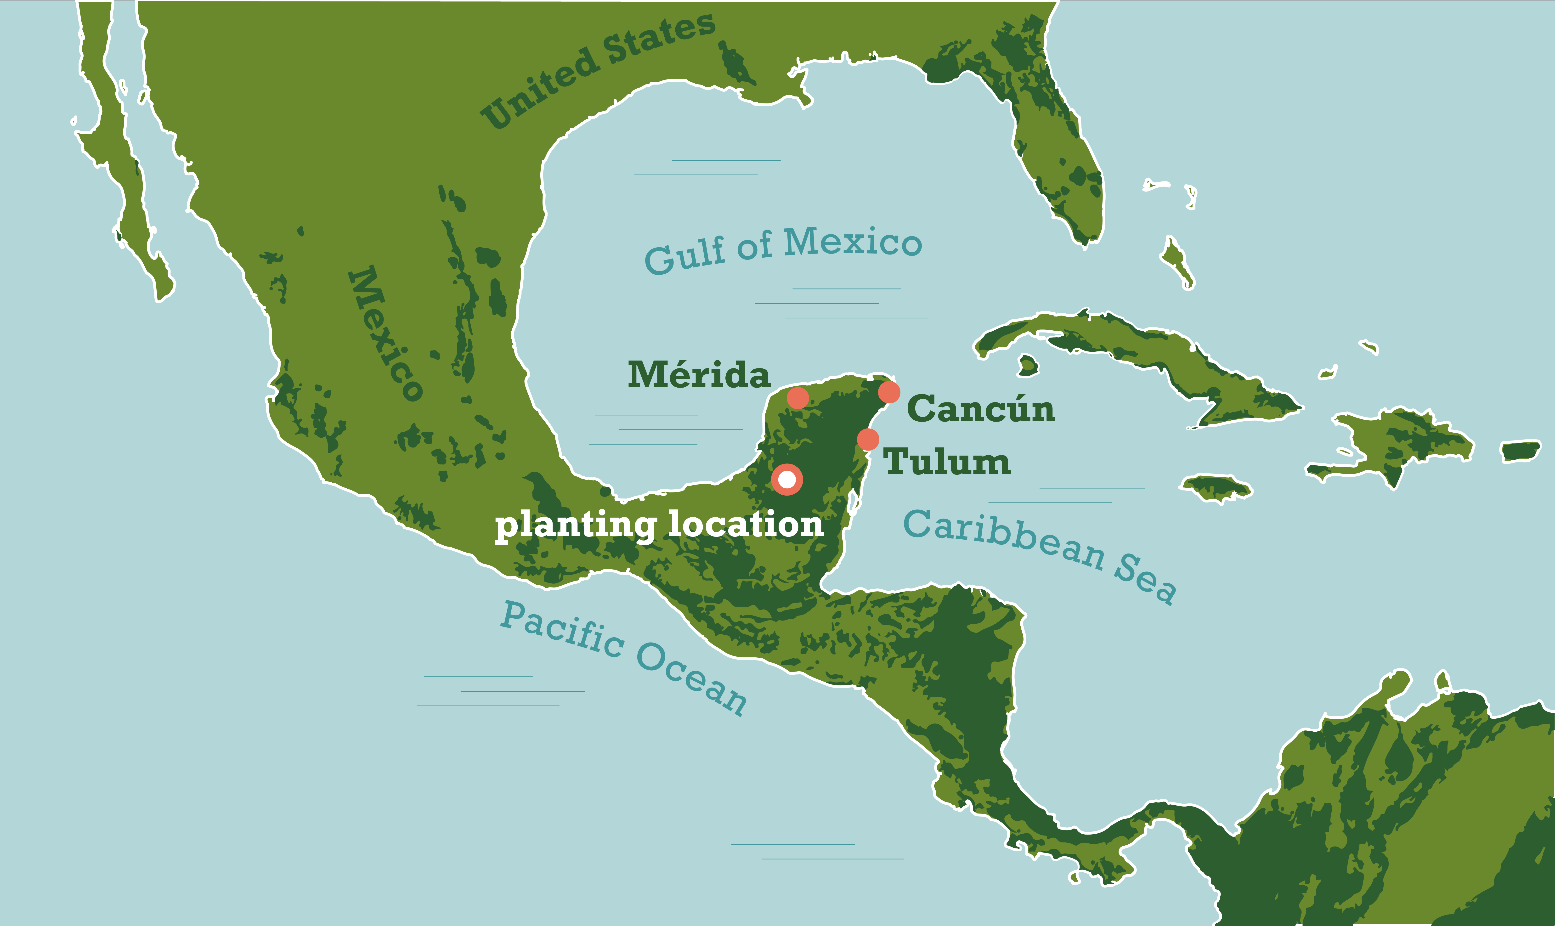 United States
Gulf of Mexico
Mexico
Mérida
Cancún
Tulum
planting location
Caribbean Sea
Pacific Ocean